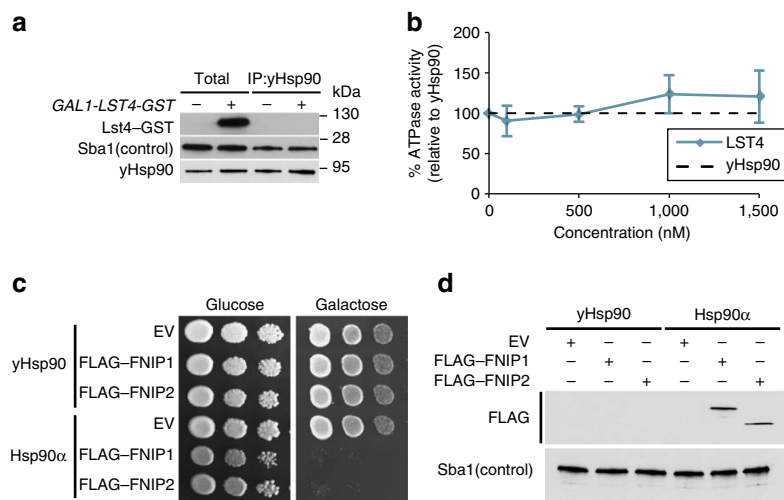 a
Total IP:yHsp90
kDa
GAL1-LST4-GST – + – +
Lst4–GST
130
28
Sba1(control)
95
yHsp90
b
% ATPase activity
(relative to yHsp90)
200
150
100
50
0
0 500 1,000 1,500
Concentration (nM)
LST4
yHsp90
c
Glucose Galactose
yHsp90
EV
FLAG–FNIP1
FLAG–FNIP2
Hsp90α
EV
FLAG–FNIP1
FLAG–FNIP2
d
yHsp90 Hsp90α
EV + – – + – –
FLAG–FNIP1 – + – – + –
FLAG–FNIP2 – – + – – +
FLAG
Sba1(control)